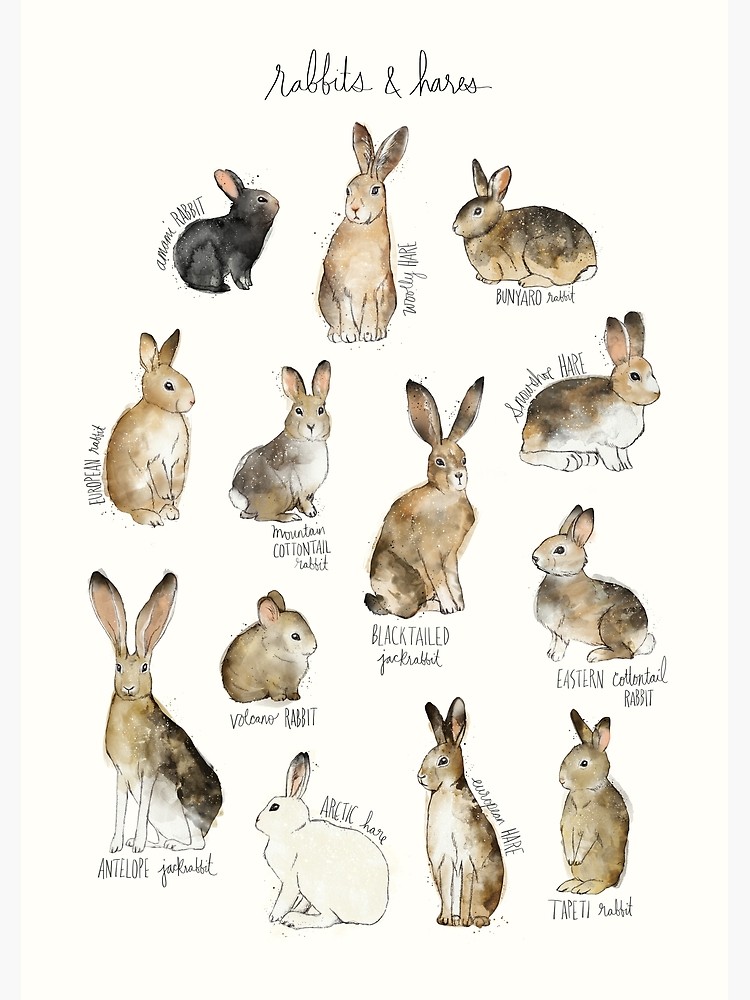 rabbits & hares
amami RABBIT
woolly HARE
BUNYARO rabbit
EUROPEAN rabbit
mountain
COTTONTAIL
rabbit
BLACKTAILED
jackrabbit
snowshoe HARE
EASTERN cottontail
RABBIT
ANTELOPE jackrabbit
volcano RABBIT
ARCTIC hare
european HARE
TAPETI rabbit